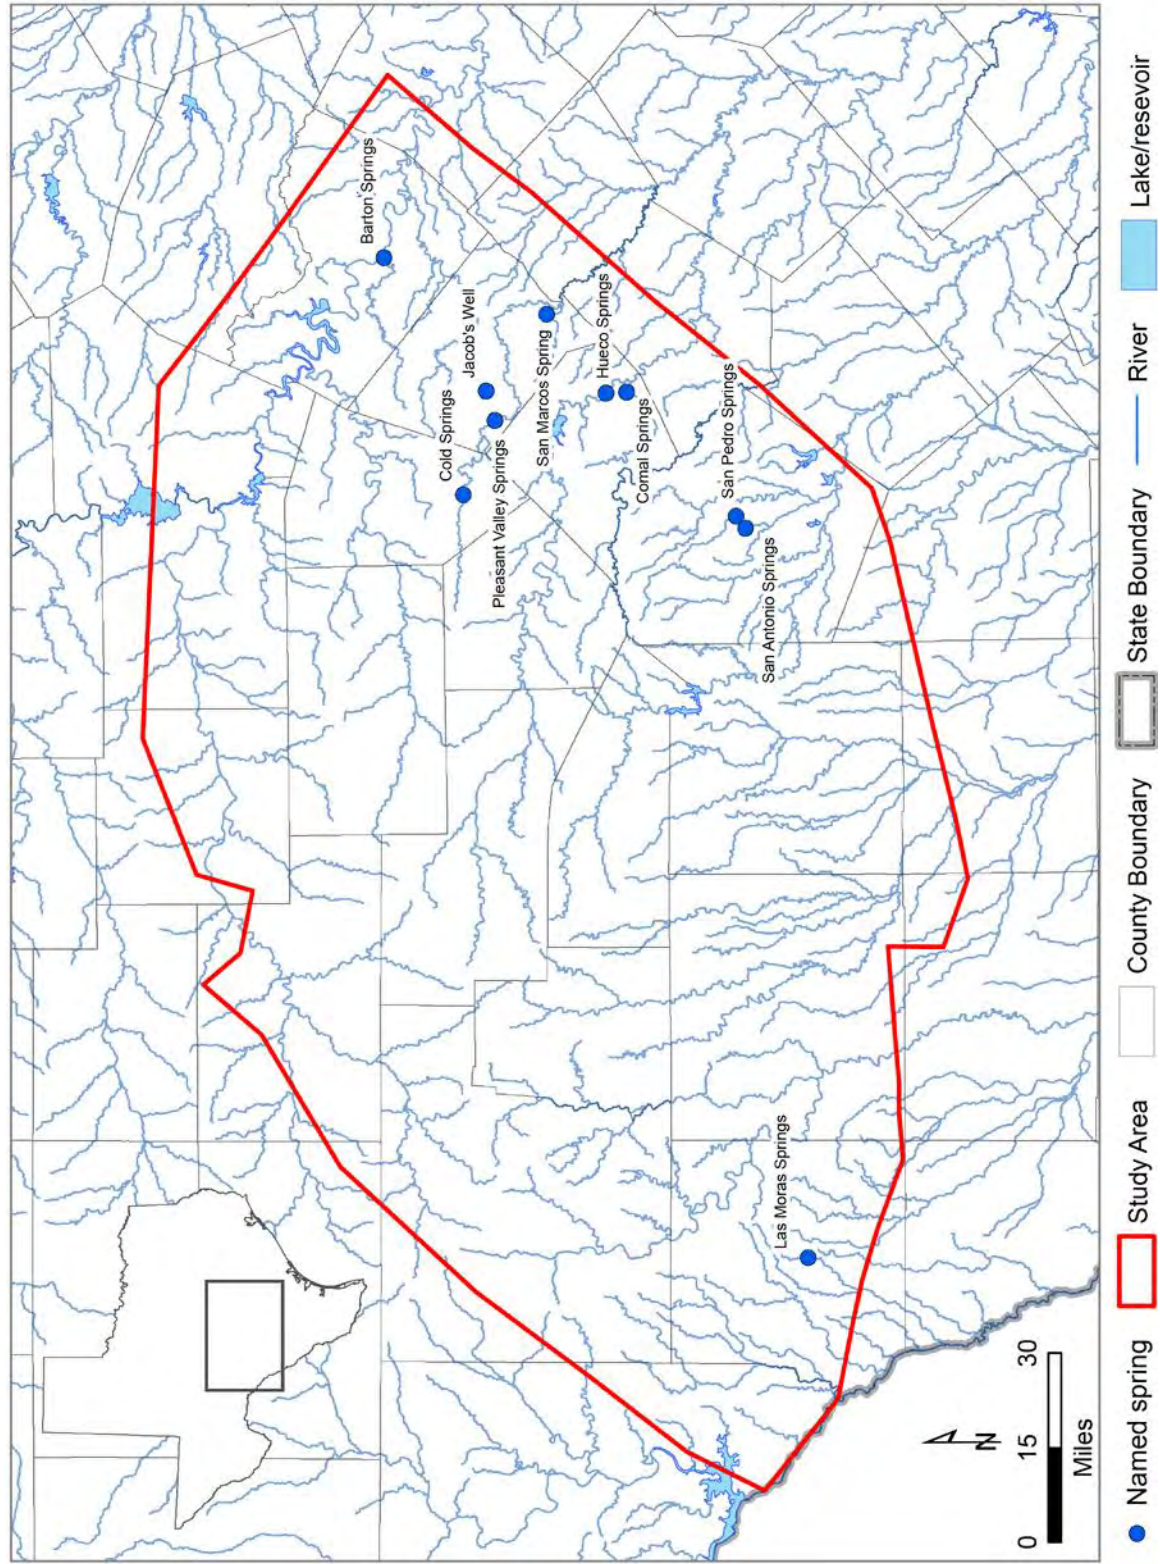 Barton Springs
Jacob's Well
Cold Springs
Pleasant Valley Springs
San Marcos Spring
Hueco Springs
Comal Springs
San Pedro Springs
San Antonio Springs
Las Moras Springs
N
0 15 30
Miles
Named spring
Study Area
County Boundary
State Boundary
River
Lake/resevoir